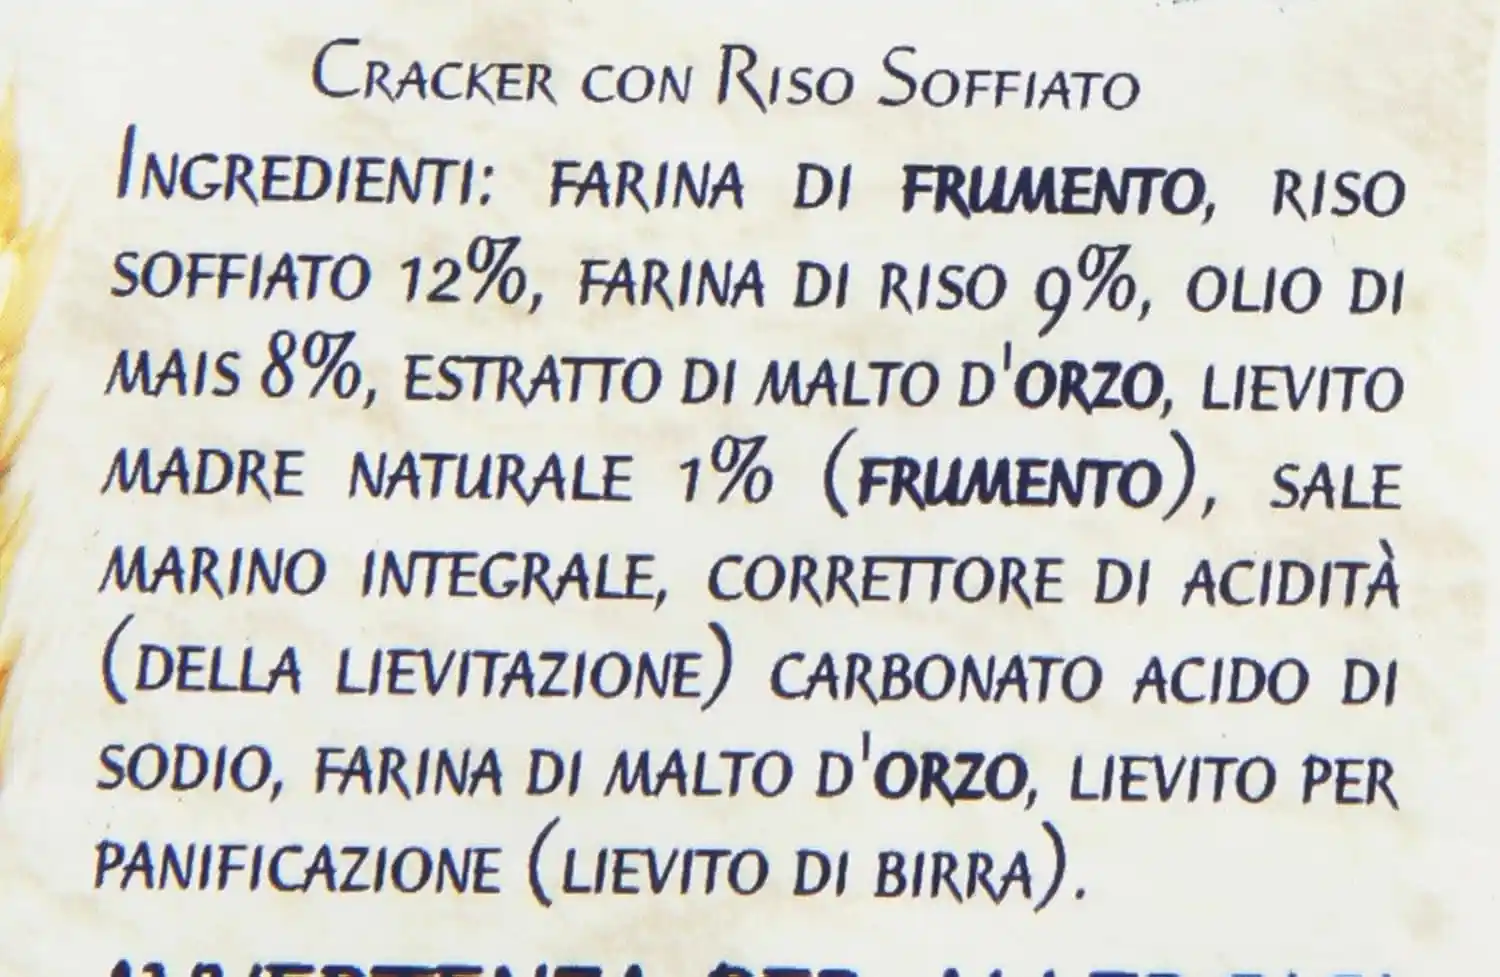 Cracker con Riso Soffiato
Ingredienti: farina di frumento, riso
soffiato 12%, farina di riso 9%, olio di
mais 8%, estratto di malto d'orzo, lievito
madre naturale 1% (frumento), sale
marino integrale, correttore di acidità
(della lievitazione) carbonato acido di
sodio, farina di malto d'orzo, lievito per
panificazione (lievito di birra).